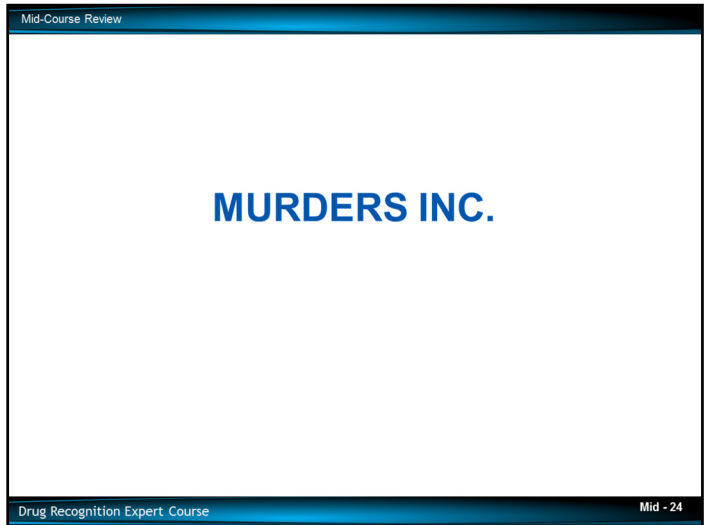 Mid-Course Review
MURDERS INC.
Drug Recognition Expert Course
Mid - 24